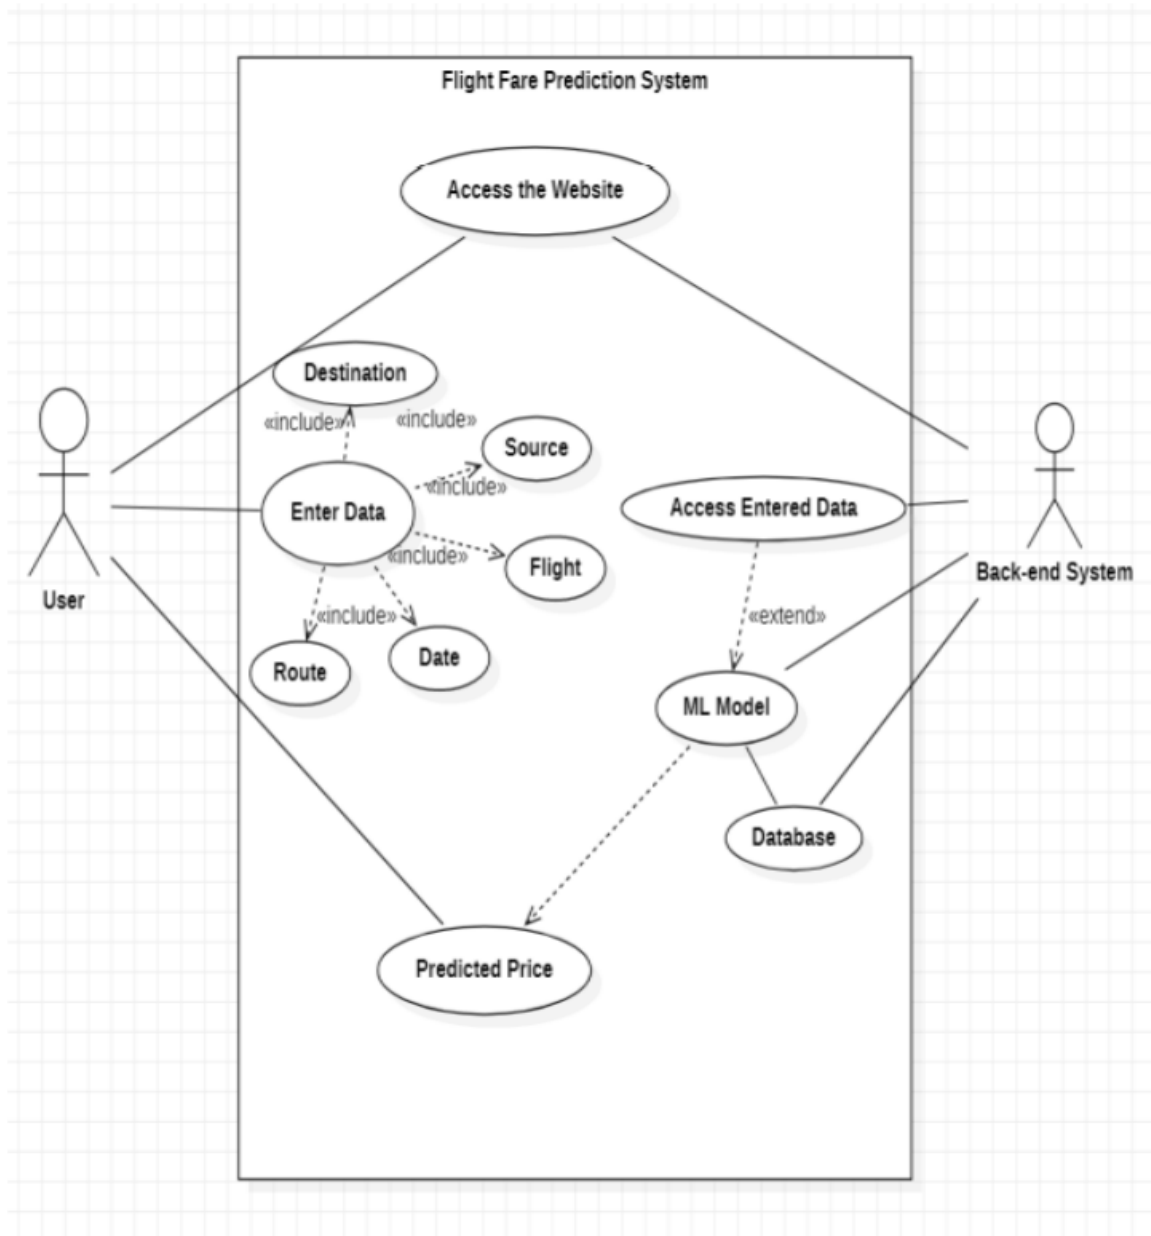 Flight Fare Prediction System
Access the Website
Destination
«include»
«include»
Source
«include»
Enter Data
Access Entered Data
«include»
Flight
Back-end System
User
«include»
«extend»
Route
Date
ML Model
Database
Predicted Price